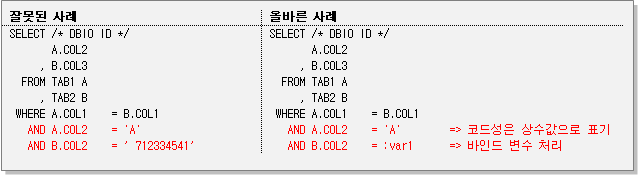 잘못된 사례
SELECT /* DBIO ID */
A.COL2
, B.COL3
FROM TAB1 A
, TAB2 B
WHERE A.COL1 = B.COL1
AND A.COL2 = 'A'
AND B.COL2 = ' 712334541'
올바른 사례
SELECT /* DBIO ID */
A.COL2
, B.COL3
FROM TAB1 A
, TAB2 B
WHERE A.COL1 = B.COL1
AND A.COL2 = 'A' => 코드성은 상수값으로 표기
AND B.COL2 = :var1 => 바인드 변수 처리